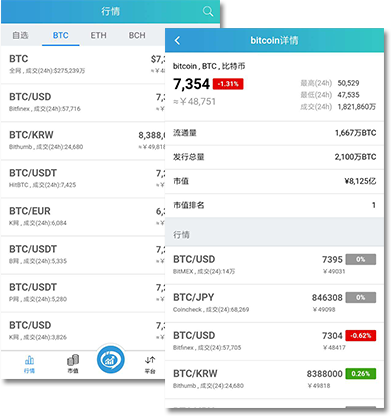 行情
自选 BTC ETH BCH
BTC $7,
全网 , 成交(24h):$275,239万 ≈¥4
BTC/USD 7,
Bitfinex , 成交(24h):57,716
BTC/KRW 8,388,0
Bithumb , 成交(24h):24,680 ≈¥49,818
BTC/USDT 7,
HitBTC , 成交(24h):7,425
BTC/EUR 6,
K网 , 成交(24h):6,084
BTC/USDT 7,
B网 , 成交(24h):5,335
BTC/USDT 7,
P网 , 成交(24h):5,280
BTC/USD 7,
K网 , 成交(24h):3,826
行情 市值 平台
bitcoin详情
bitcoin , BTC , 比特币
7,354 -1.31%
≈¥48,751
最高(24h) 50,529
最低(24h) 47,535
成交(24h) 1,821,860万
流通量 1,667万BTC
发行总量 2,100万BTC
市值 ¥8,125亿
市值排名 1
行情
BTC/USD 7395 0%
BitMEX , 成交(24):14万 ¥49031
BTC/JPY 846308 0%
Coincheck , 成交(24):68,269 ¥49098
BTC/USD 7304 -0.62%
Bitfinex , 成交(24):57,705 ¥48417
BTC/KRW 8388000 0.26%
Bithumb , 成交(24):24,680 ¥49818